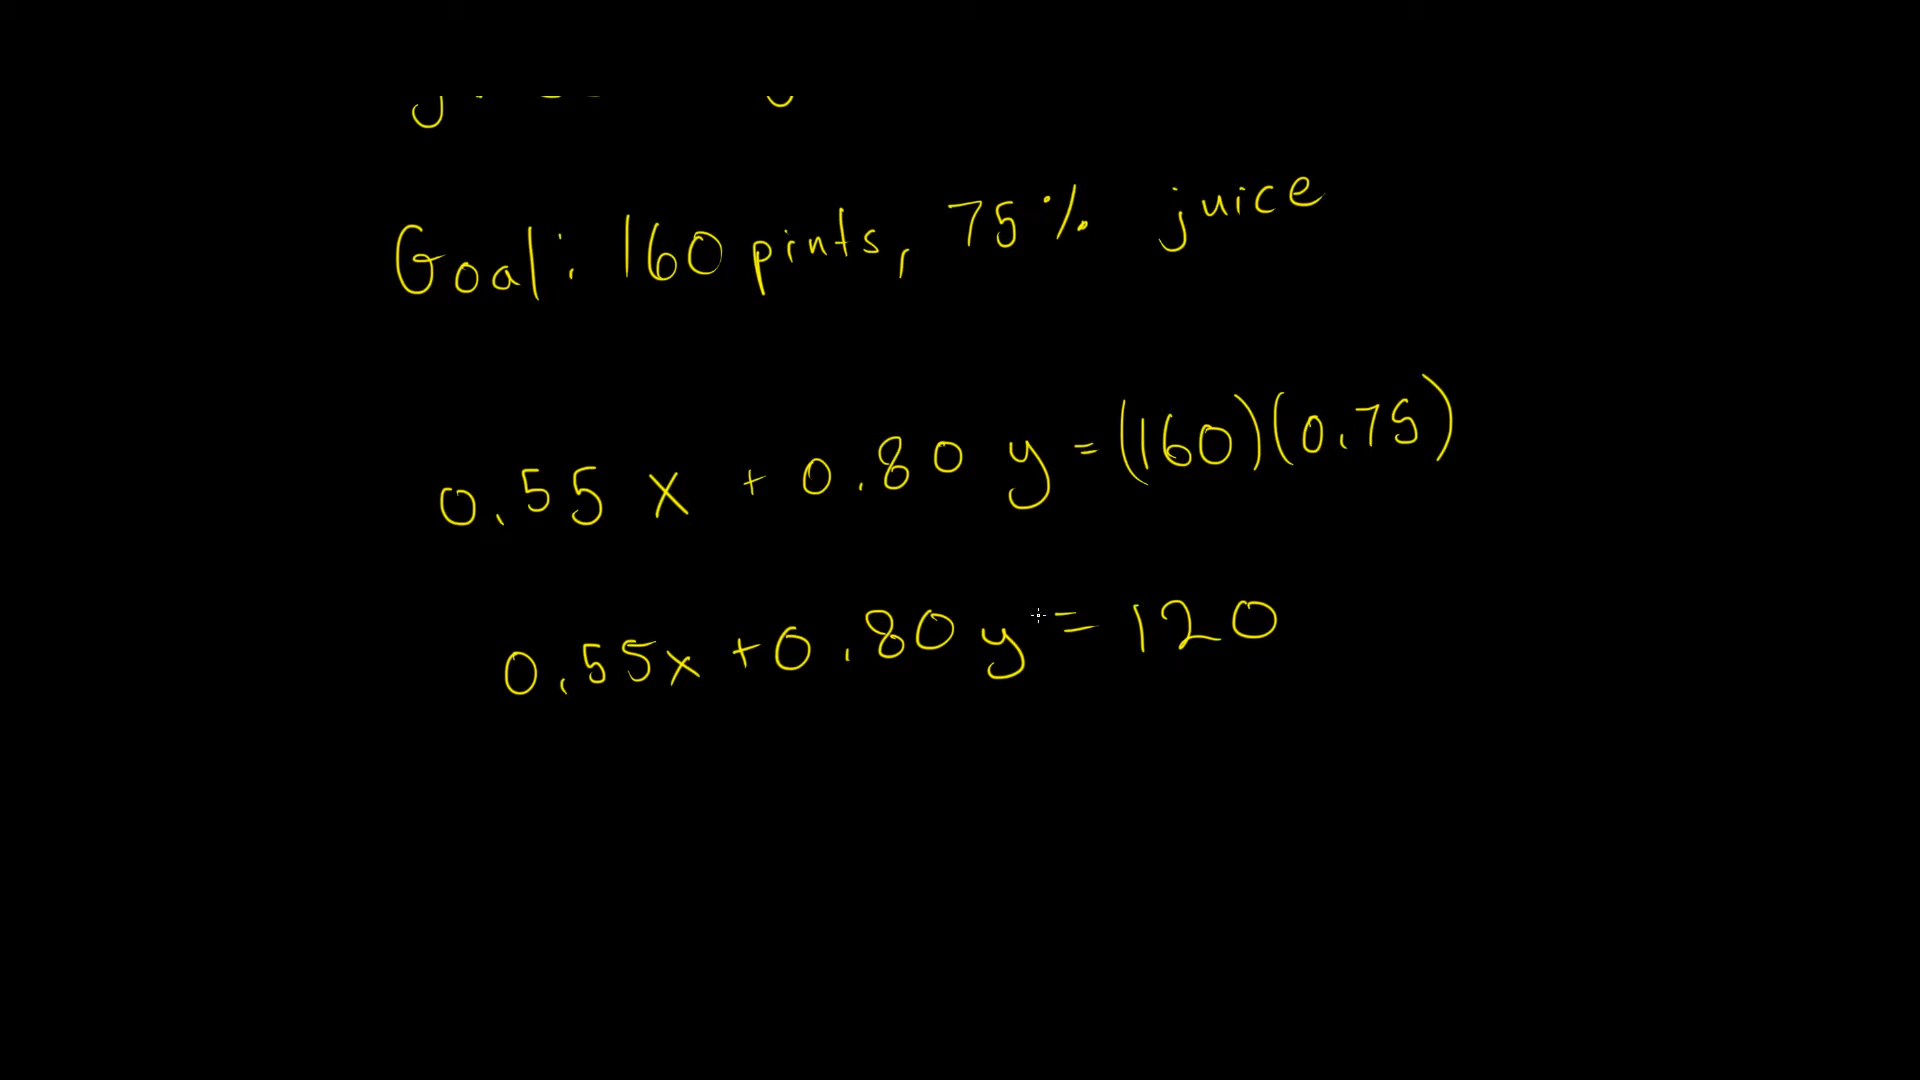 Goal: 160 pints, 75% juice
0.55 x + 0.80 y = (160)(0.75)
0.55x + 0.80 y = 120